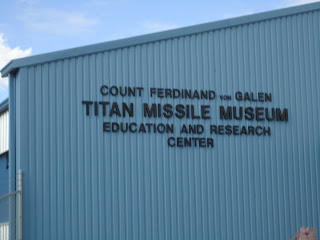 COUNT FERDINAND von GALEN
TITAN MISSILE MUSEUM
EDUCATION AND RESEARCH
CENTER